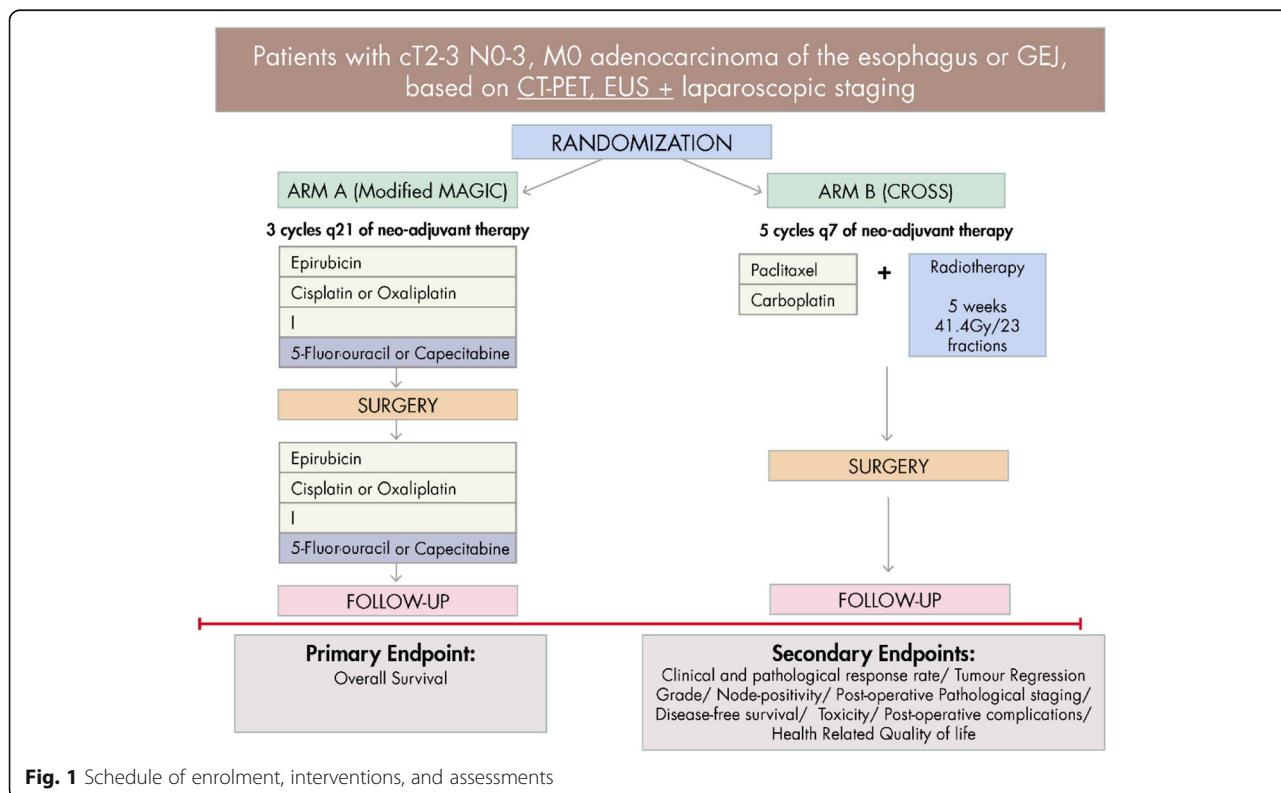 Patients with cT2-3 N0-3, M0 adenocarcinoma of the esophagus or GEJ,
based on CT-PET, EUS + laparoscopic staging
RANDOMIZATION
ARM A (Modified MAGIC)
3 cycles q21 of neo-adjuvant therapy
Epirubicin
Cisplatin or Oxaliplatin
I
5-Fluorouracil or Capecitabine
SURGERY
Epirubicin
Cisplatin or Oxaliplatin
I
5-Fluorouracil or Capecitabine
FOLLOW-UP
ARM B (CROSS)
5 cycles q7 of neo-adjuvant therapy
Paclitaxel
Carboplatin
+
Radiotherapy
5 weeks
41.4Gy/23
fractions
SURGERY
FOLLOW-UP
Primary Endpoint:
Overall Survival
Secondary Endpoints:
Clinical and pathological response rate/ Tumour Regression
Grade/ Node-positivity/ Post-operative Pathological staging/
Disease-free survival/ Toxicity/ Post-operative complications/
Health Related Quality of life
Fig. 1 Schedule of enrolment, interventions, and assessments